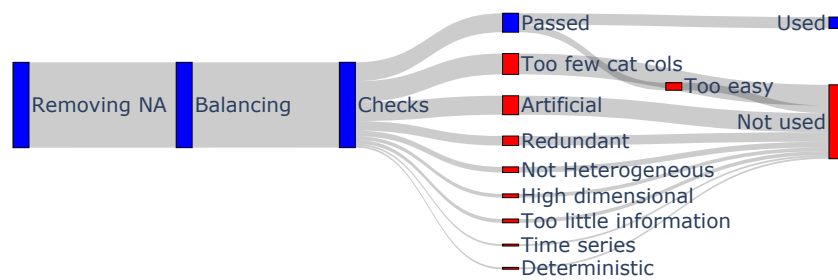 Removing NA
Balancing
Checks
Passed
Too few cat cols
Artificial
Redundant
Not Heterogeneous
High dimensional
Too little information
Time series
Deterministic
Too easy
Used
Not used